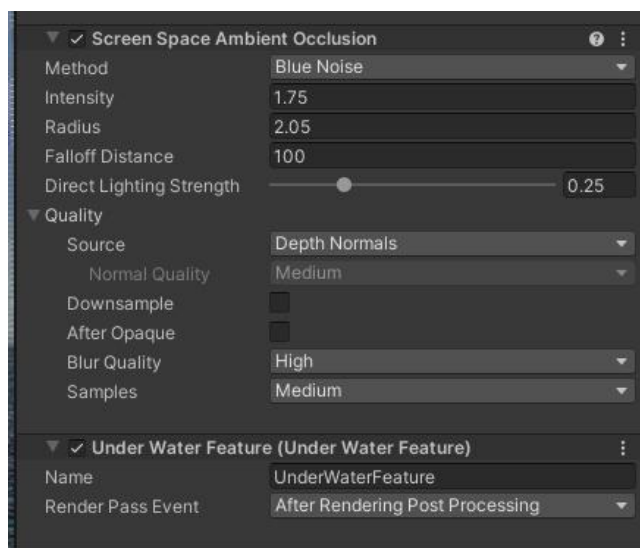 Screen Space Ambient Occlusion
Method Blue Noise
Intensity 1.75
Radius 2.05
Falloff Distance 100
Direct Lighting Strength 0.25
Quality
Source Depth Normals
Normal Quality Medium
Downsample
After Opaque
Blur Quality High
Samples Medium
Under Water Feature (Under Water Feature)
Name UnderWaterFeature
Render Pass Event After Rendering Post Processing